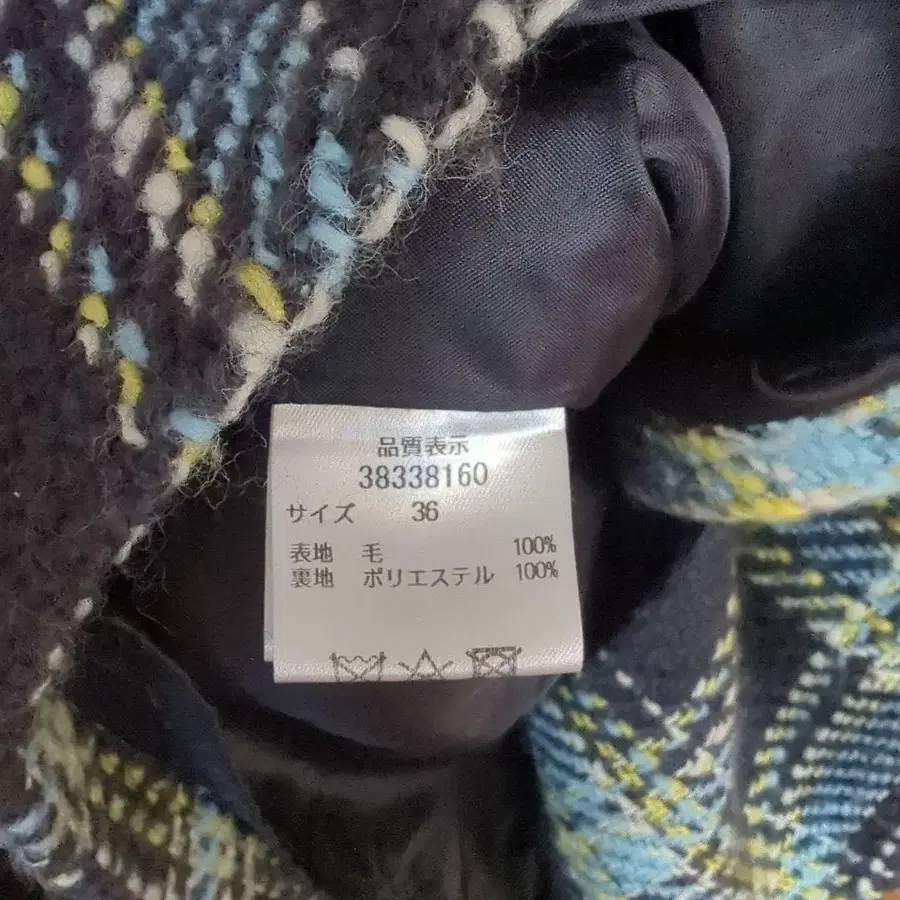 品質表示
38338160
サイズ 36
表地 毛 100%
裏地 ポリエステル 100%